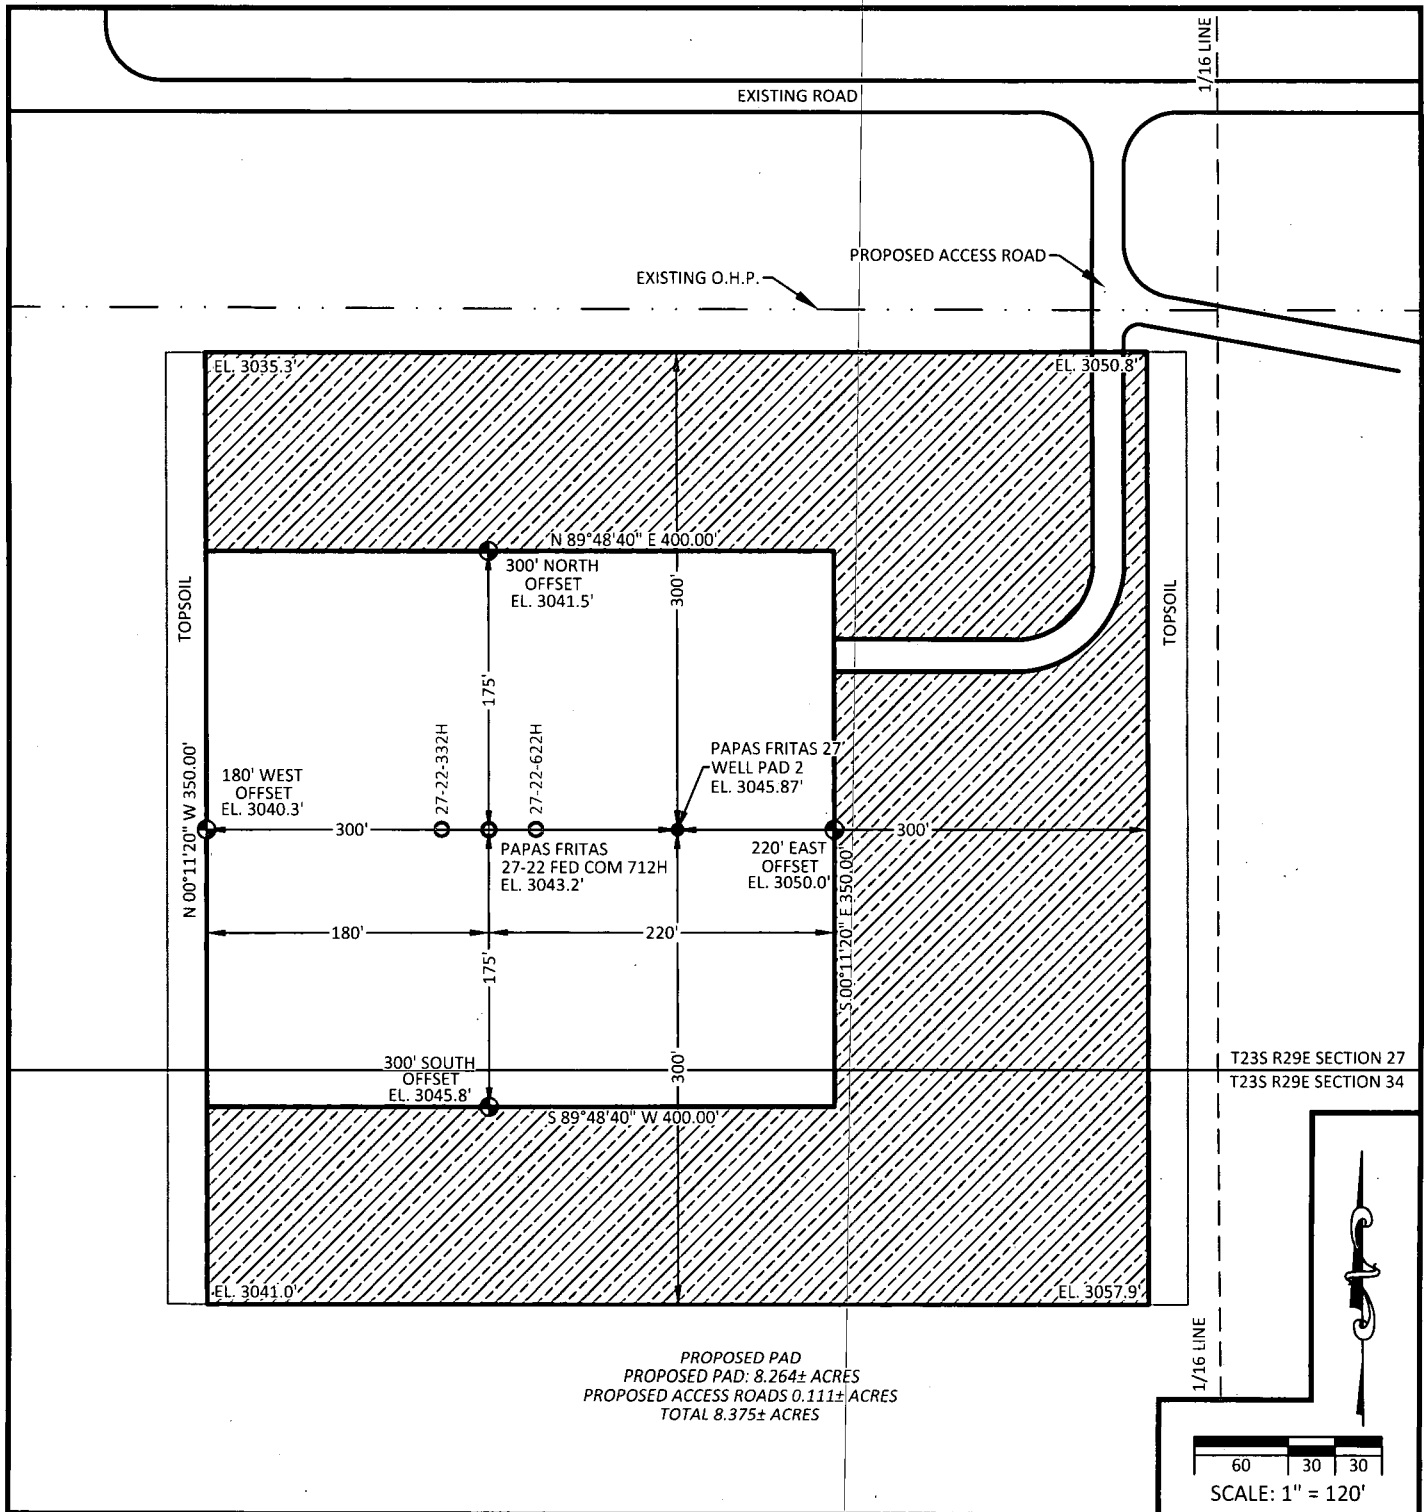 1/16 LINE
EXISTING ROAD
PROPOSED ACCESS ROAD
EXISTING O.H.P.
EL. 3035.3'
EL. 3050.8'
N 89°48'40" E 400.00'
300' NORTH
OFFSET
EL. 3041.5'
300'
TOPSOIL
TOPSOIL
175'
27-22-332H
27-22-622H
PAPAS FRITAS 27
WELL PAD 2
EL. 3045.87'
180' WEST
OFFSET
EL. 3040.3'
300'
300'
PAPAS FRITAS
27-22 FED COM 712H
EL. 3043.2'
220' EAST
OFFSET
EL. 3050.0'
N 00°11'20" W 350.00'
S 00°11'20" E 350.00'
180'
220'
175'
300' SOUTH
OFFSET
EL. 3045.8'
300'
T23S R29E SECTION 27
T23S R29E SECTION 34
S 89°48'40" W 400.00'
EL. 3041.0'
EL. 3057.9'
1/16 LINE
PROPOSED PAD
PROPOSED PAD: 8.264± ACRES
PROPOSED ACCESS ROADS 0.111± ACRES
TOTAL 8.375± ACRES
60 30 30
SCALE: 1" = 120'